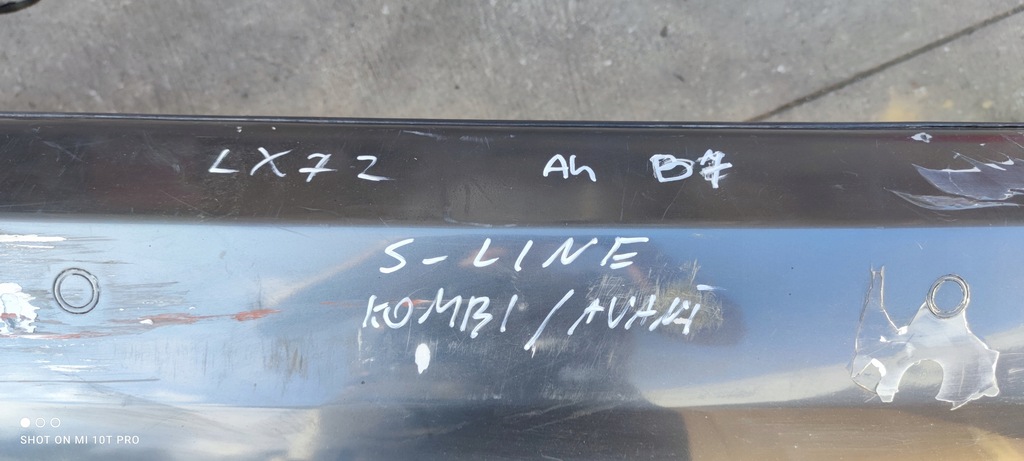 LX7Z A4 B7
S-LINE
KOMBI/AVANT
SHOT ON MI 10T PRO